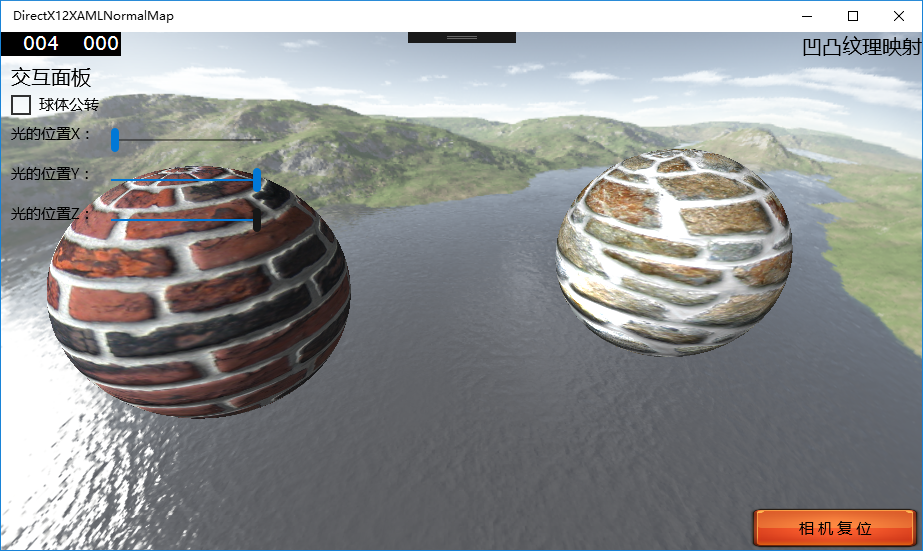 DirectX12XAMLNormalMap
004 000
凹凸纹理映射
交互面板
球体公转
光的位置X：
光的位置Y：
光的位置Z：
相机复位